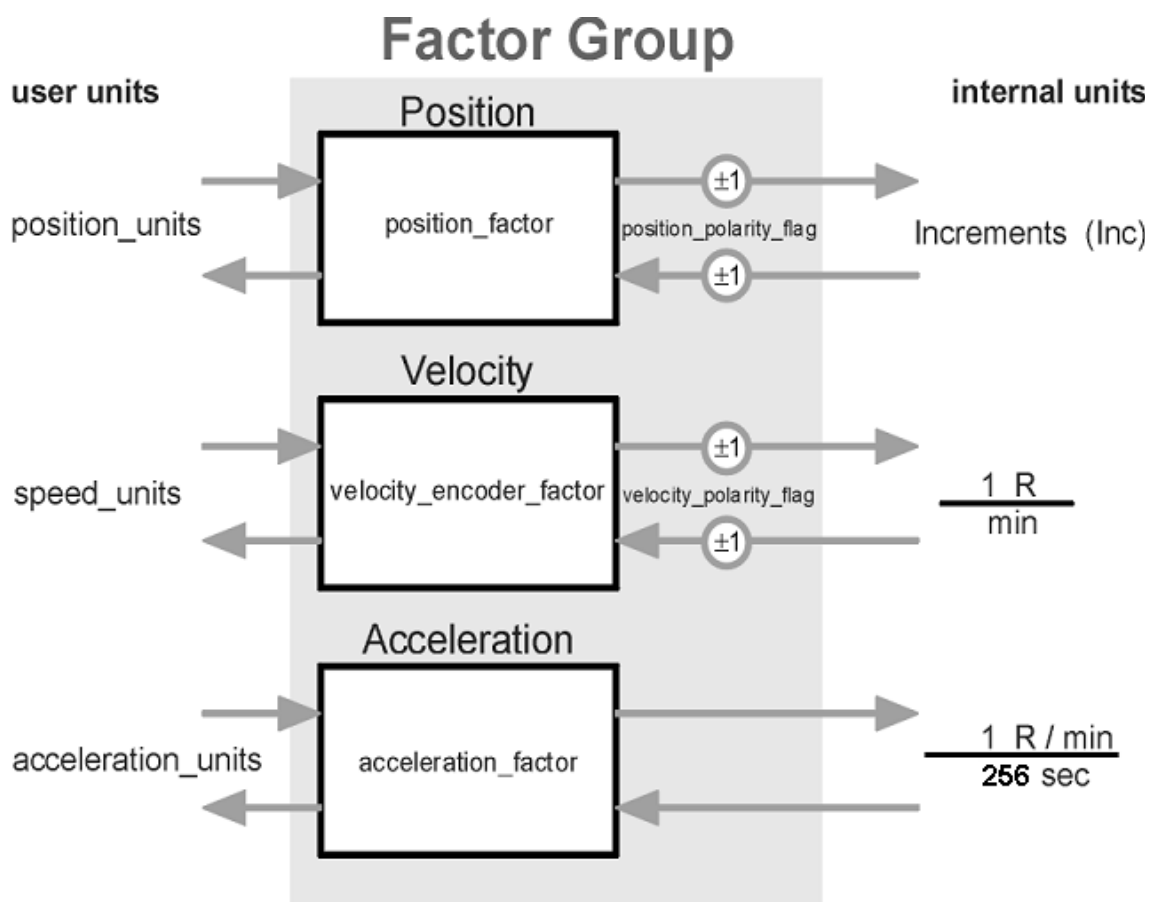 Factor Group
user units
internal units
Position
±1
position_units
position_factor
position_polarity_flag
Increments (Inc)
±1
Velocity
±1
speed_units
velocity_encoder_factor
velocity_polarity_flag
1 R
min
±1
Acceleration
acceleration_units
acceleration_factor
1 R / min
256 sec